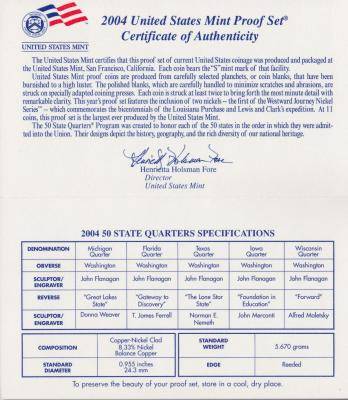 2004 United States Mint Proof Set®
Certificate of Authenticity
UNITED STATES MINT
The United States Mint certifies that this proof set of current United States coinage was produced and packaged at
the United States Mint, San Francisco, California. Each coin bears the "S" mint mark of that facility.
United States Mint proof coins are produced from carefully selected planchets, or coin blanks, that have been
burnished to a high luster. The polished blanks, which are carefully handled to minimize scratches and abrasions, are
struck on specially adapted coining presses. Each coin is struck at least twice to bring forth the most minute detail with
remarkable clarity. This year's proof set features the inclusion of two nickels – the first of the Westward Journey Nickel
Series™ – which commemorates the bicentennials of the Louisiana Purchase and Lewis and Clark's expedition. At 11
coins, this proof set is the largest ever produced by the United States Mint.
The 50 State Quarters® Program was created to honor each of the 50 states in the order in which they were admit-
ted into the Union. Their designs depict the history, geography, and the rich diversity of our national heritage.
Henrietta Holsman Fore
Henrietta Holsman Fore
Director
United States Mint
2004 50 STATE QUARTERS SPECIFICATIONS
DENOMINATION Michigan Quarter Florida Quarter Texas Quarter Iowa Quarter Wisconsin Quarter
OBVERSE Washington Washington Washington Washington Washington
SCULPTOR/ ENGRAVER John Flanagan John Flanagan John Flanagan John Flanagan John Flanagan
REVERSE "Great Lakes State" "Gateway to Discovery" "The Lone Star State" "Foundation in Education" "Forward"
SCULPTOR/ ENGRAVER Donna Weaver T. James Ferrell Norman E. Nemeth John Mercanti Alfred Maletsky
COMPOSITION Copper-Nickel Clad 8.33% Nickel Balance Copper STANDARD WEIGHT 5.670 grams
STANDARD DIAMETER 0.955 inches 24.3 mm EDGE Reeded
To preserve the beauty of your proof set, store in a cool, dry place.